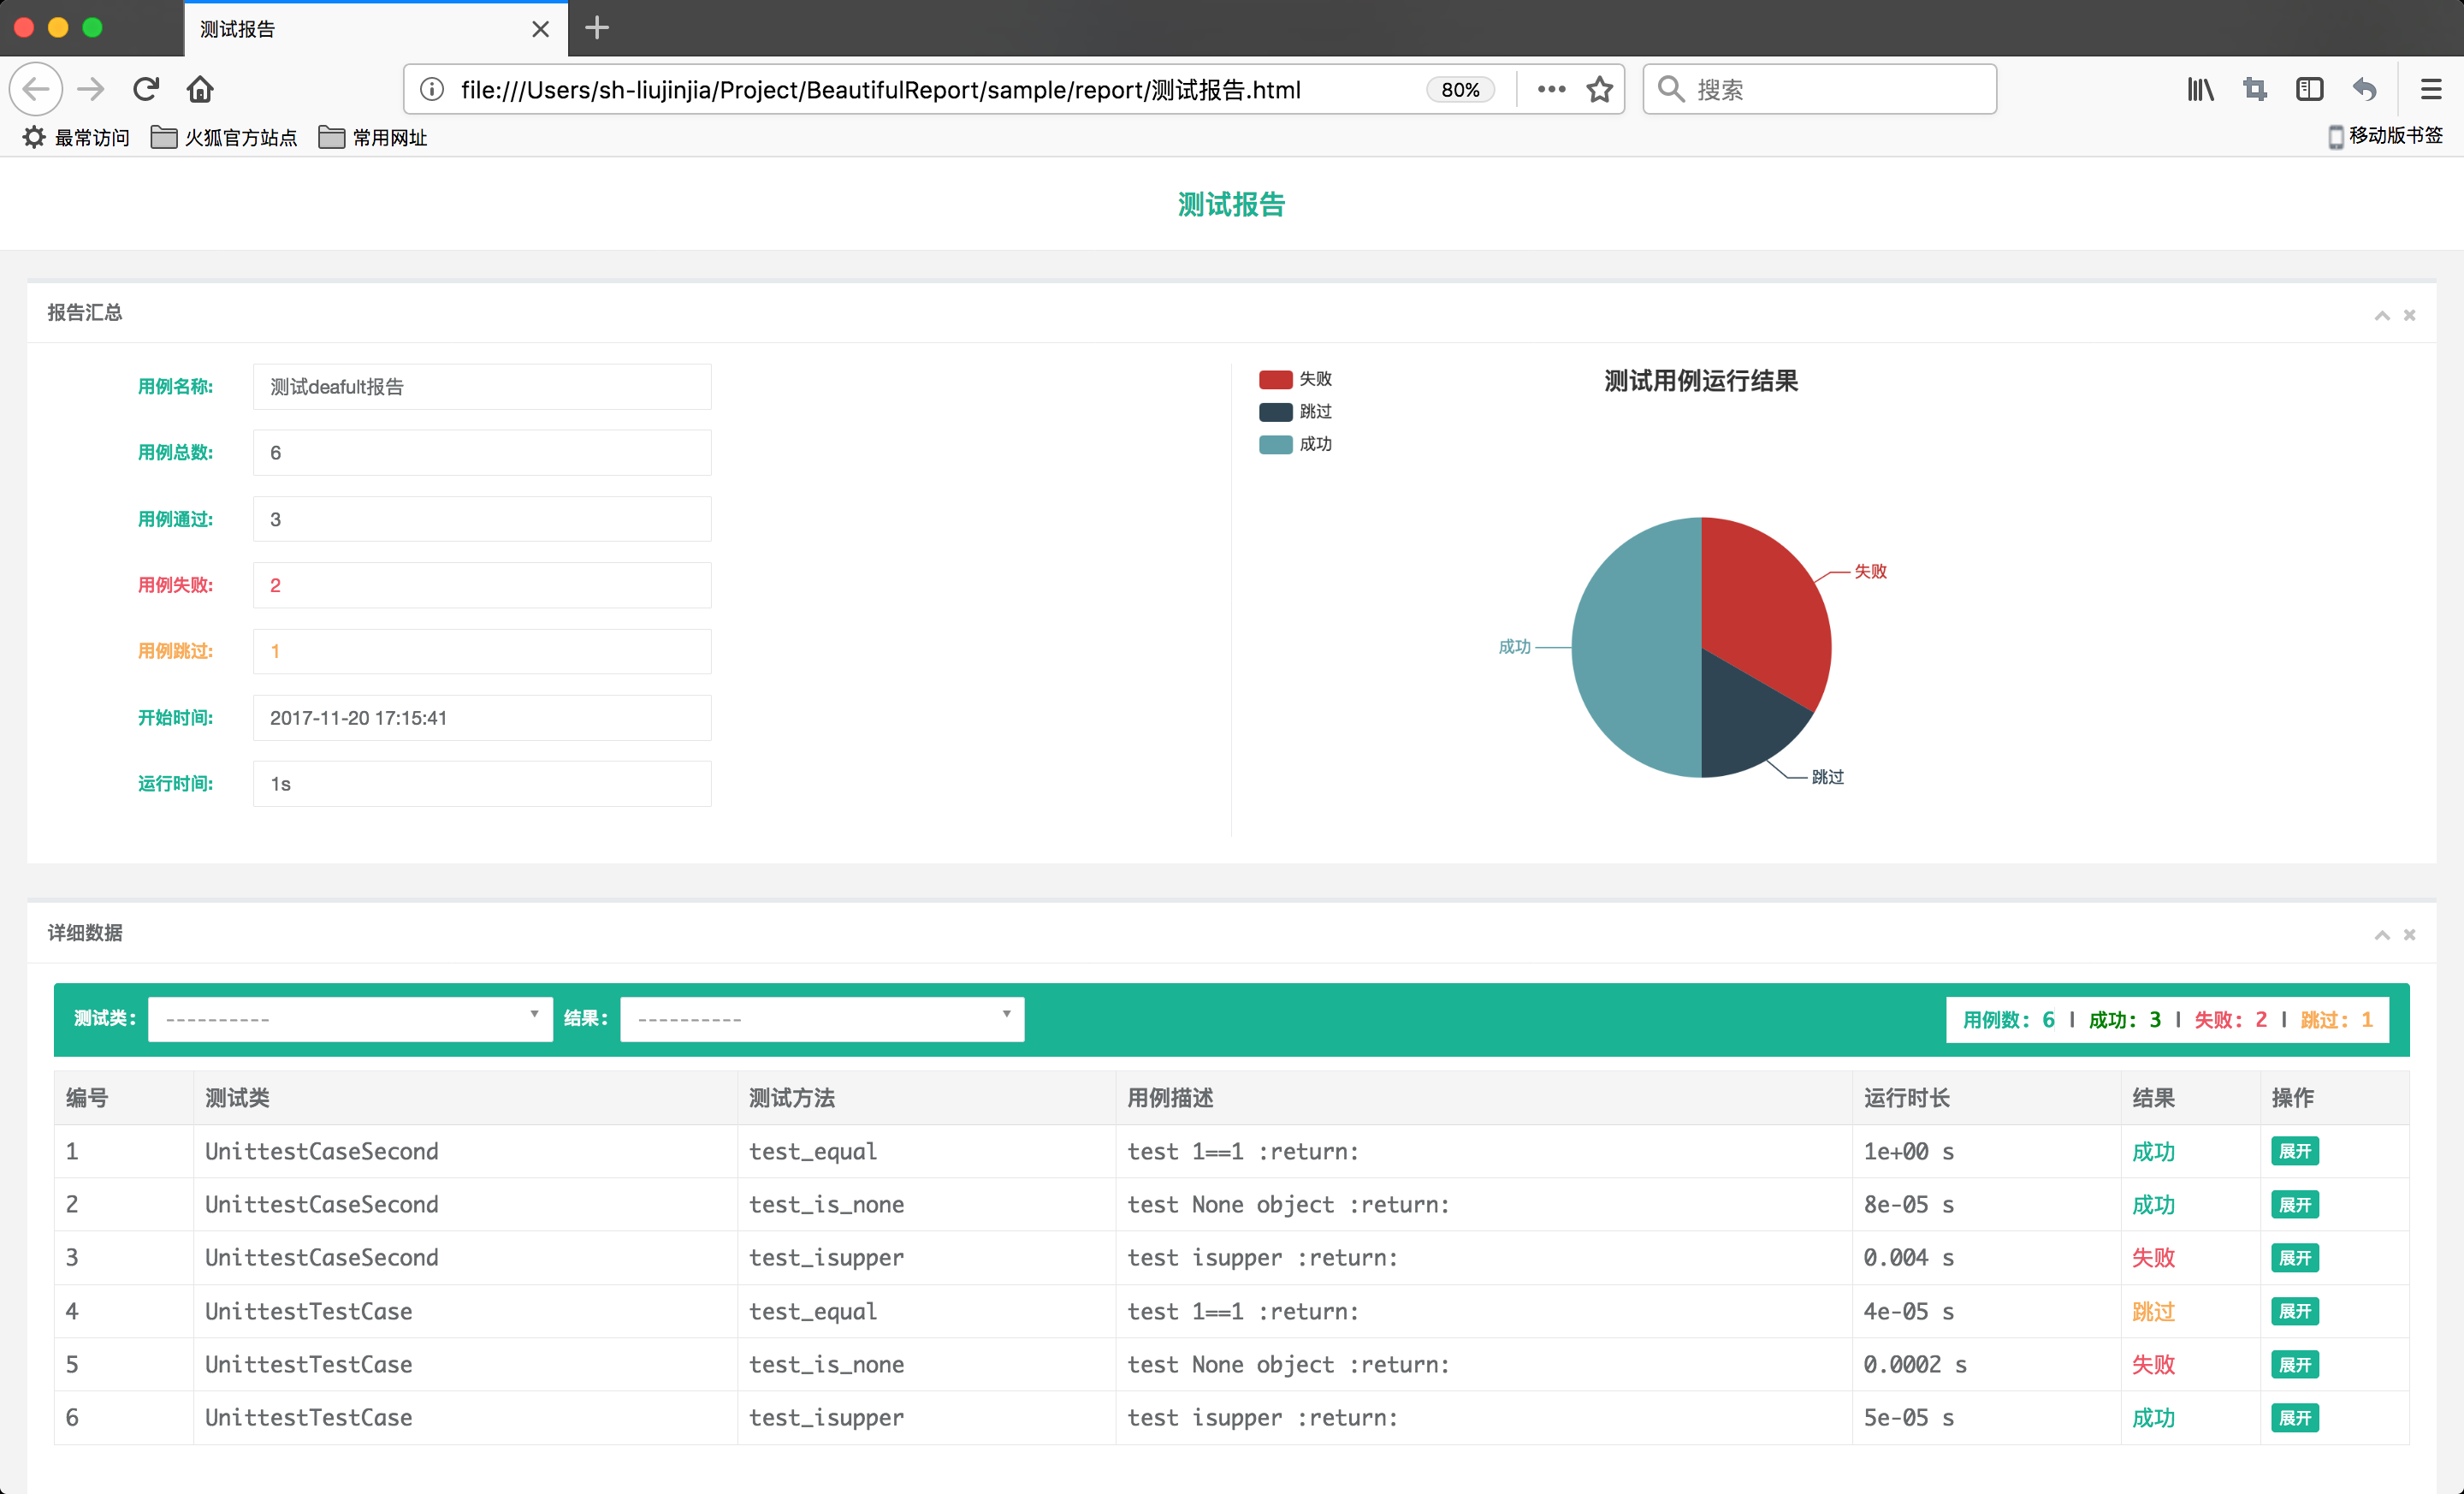 测试报告
file:///Users/sh-liujinjia/Project/BeautifulReport/sample/report/测试报告.html 80% 搜索
最常访问 火狐官方站点 常用网址 移动版书签
测试报告
报告汇总
用例名称: 测试deafult报告
用例总数: 6
用例通过: 3
用例失败: 2
用例跳过: 1
开始时间: 2017-11-20 17:15:41
运行时间: 1s
失败
跳过
成功
测试用例运行结果
失败
成功
跳过
详细数据
测试类: ---------- 结果: ---------- 用例数: 6 | 成功: 3 | 失败: 2 | 跳过: 1
编号 测试类 测试方法 用例描述 运行时长 结果 操作
1 UnittestCaseSecond test_equal test 1==1 :return: 1e+00 s 成功 展开
2 UnittestCaseSecond test_is_none test None object :return: 8e-05 s 成功 展开
3 UnittestCaseSecond test_isupper test isupper :return: 0.004 s 失败 展开
4 UnittestTestCase test_equal test 1==1 :return: 4e-05 s 跳过 展开
5 UnittestTestCase test_is_none test None object :return: 0.0002 s 失败 展开
6 UnittestTestCase test_isupper test isupper :return: 5e-05 s 成功 展开